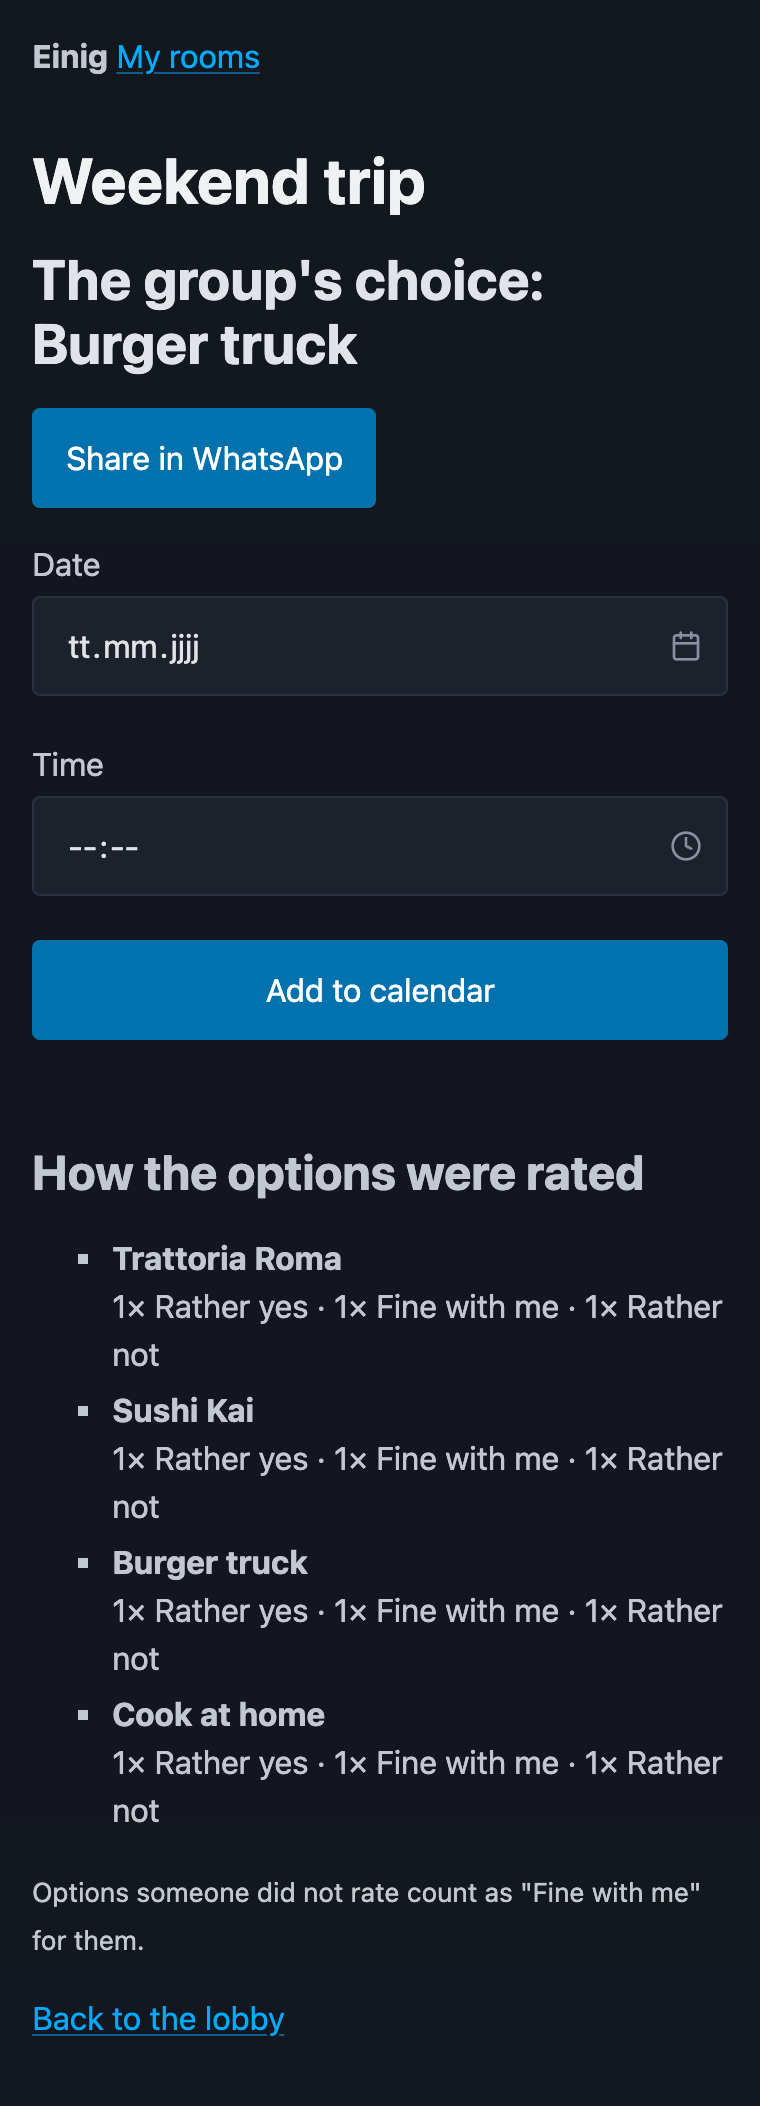 Einig My rooms
Weekend trip
The group's choice:
Burger truck
Share in WhatsApp
Date
tt.mm.jjjj
Time
--:--
Add to calendar
How the options were rated
▪ Trattoria Roma
1× Rather yes · 1× Fine with me · 1× Rather
not
▪ Sushi Kai
1× Rather yes · 1× Fine with me · 1× Rather
not
▪ Burger truck
1× Rather yes · 1× Fine with me · 1× Rather
not
▪ Cook at home
1× Rather yes · 1× Fine with me · 1× Rather
not
Options someone did not rate count as "Fine with me"
for them.
Back to the lobby